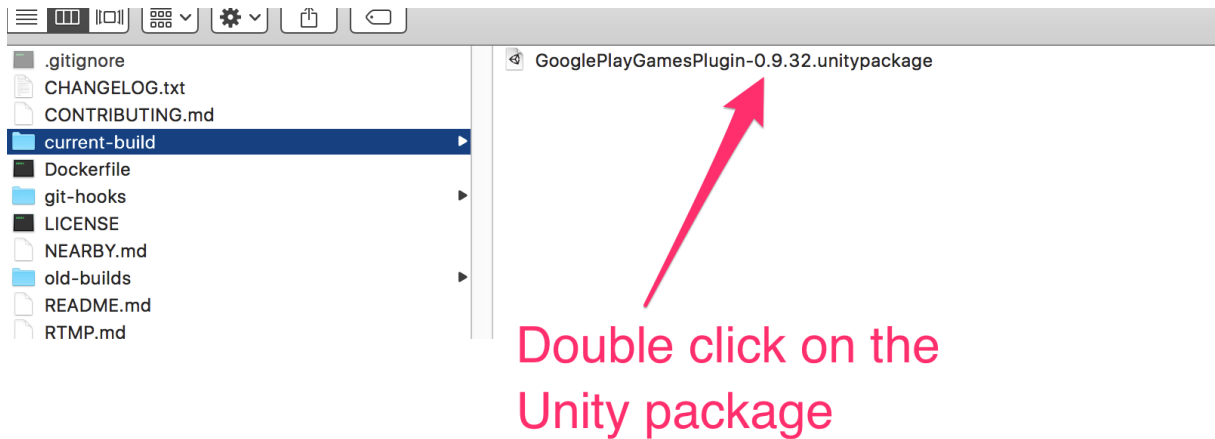 .gitignore
CHANGELOG.txt
CONTRIBUTING.md
current-build
Dockerfile
git-hooks
LICENSE
NEARBY.md
old-builds
README.md
RTMP.md
GooglePlayGamesPlugin-0.9.32.unitypackage
Double click on the
Unity package